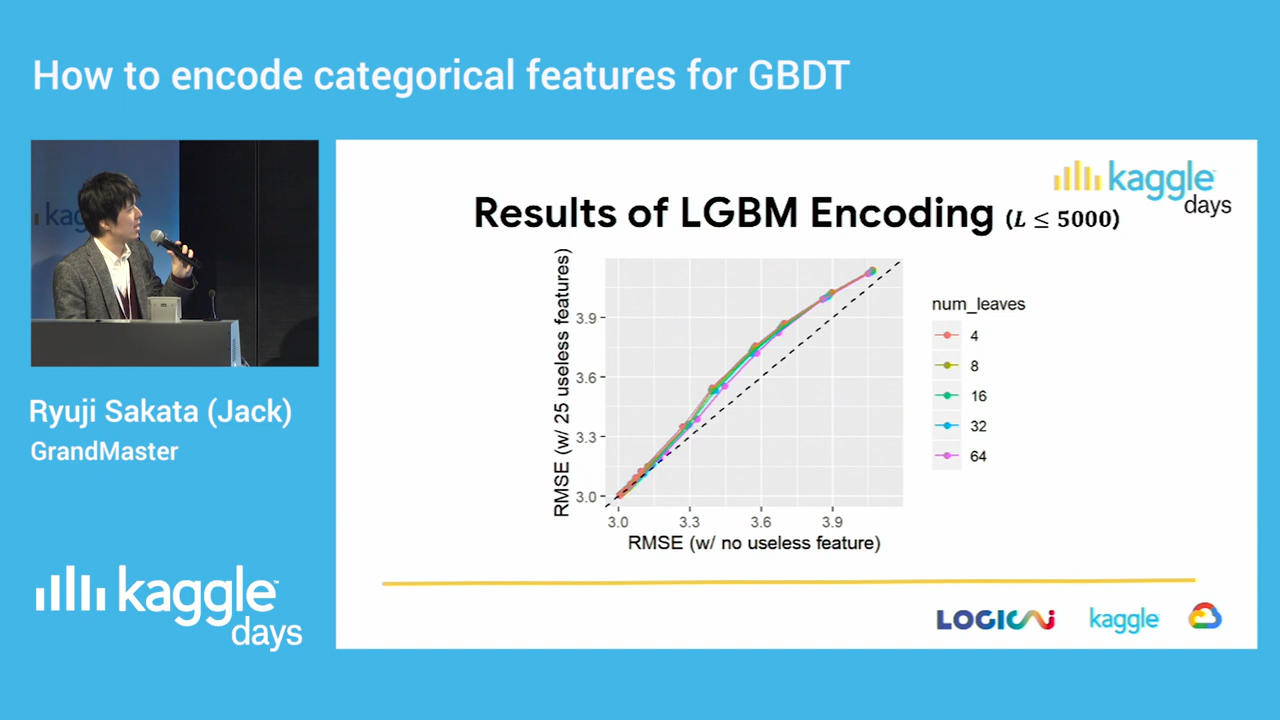 How to encode categorical features for GBDT
kag
Ryuji Sakata (Jack)
GrandMaster
kaggle
days
kaggle
days
Results of LGBM Encoding (L ≤ 5000)
RMSE (w/ 25 useless features)
3.9
3.6
3.3
3.0
3.0 3.3 3.6 3.9
RMSE (w/ no useless feature)
num_leaves
4
8
16
32
64
LOGICAI
kaggle